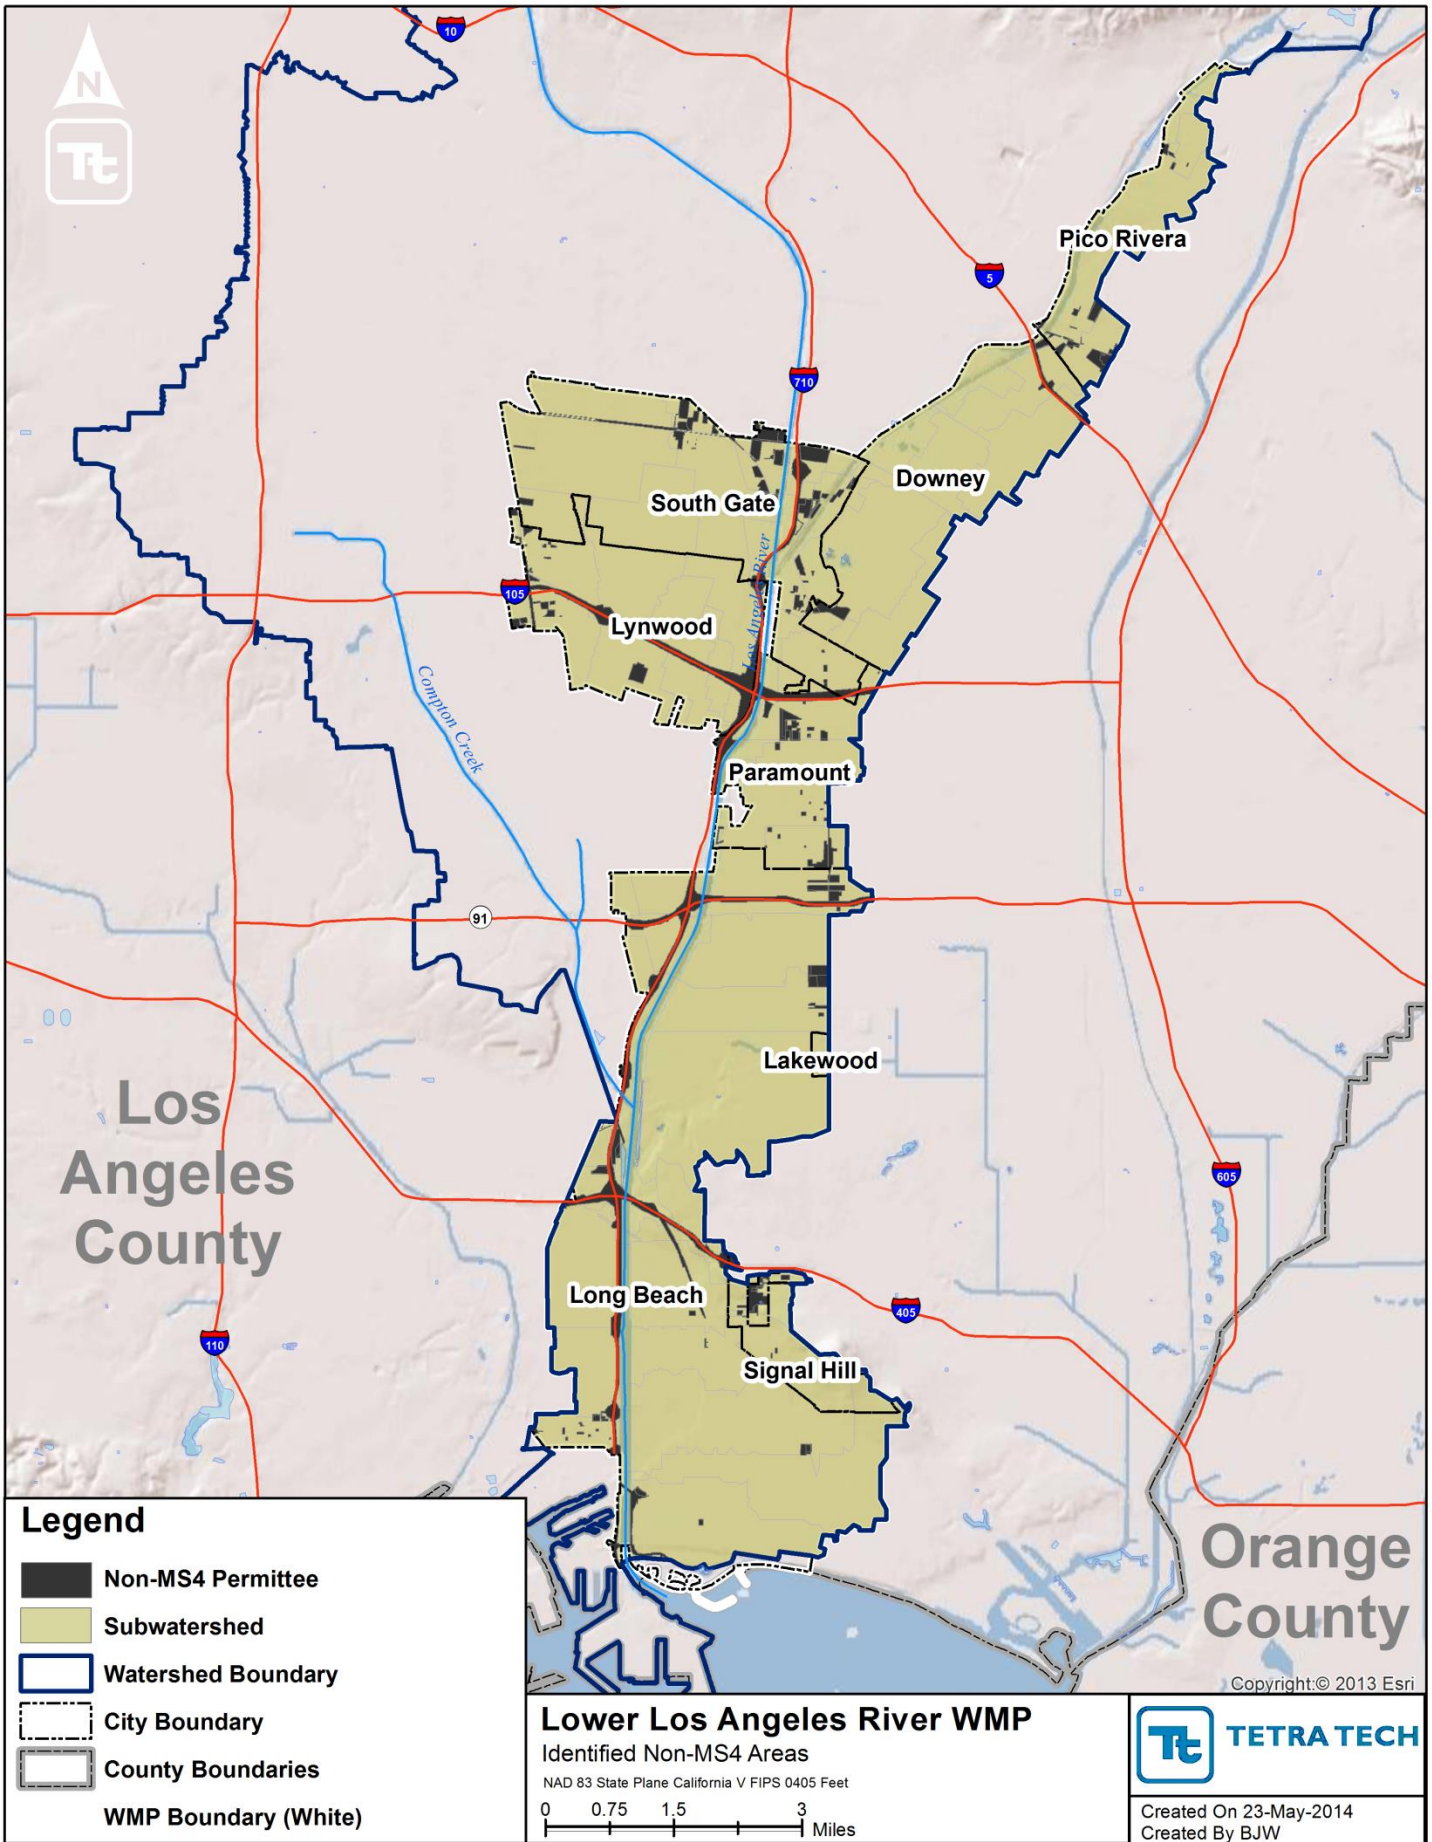 10
N
Tt
Pico Rivera
5
710
Downey
South Gate
Los Angeles River
105
Lynwood
Compton Creek
Paramount
91
Lakewood
Los
Angeles
County
605
Long Beach
405
110
Signal Hill
Orange
County
Copyright:© 2013 Esri
Legend
Non-MS4 Permittee
Subwatershed
Watershed Boundary
City Boundary
County Boundaries
WMP Boundary (White)
Lower Los Angeles River WMP
Identified Non-MS4 Areas
NAD 83 State Plane California V FIPS 0405 Feet
0 0.75 1.5 3
Miles
Tt TETRA TECH
Created On 23-May-2014
Created By BJW